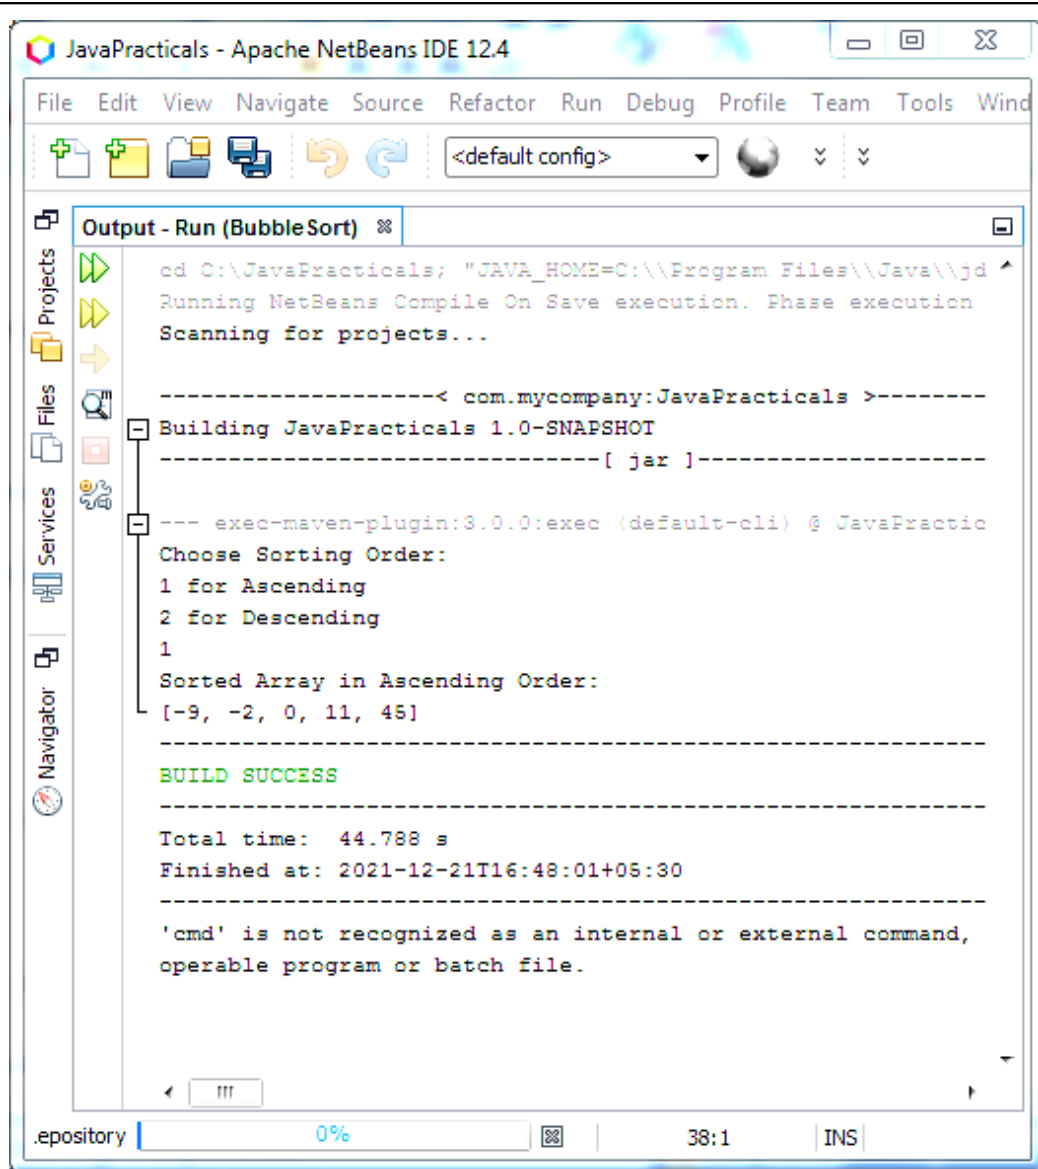 JavaPracticals - Apache NetBeans IDE 12.4
File Edit View Navigate Source Refactor Run Debug Profile Team Tools Wind
<default config>
Output - Run (BubbleSort)
Projects
Files
Services
Navigator
cd C:\JavaPracticals; "JAVA_HOME=C:\\Program Files\\Java\\jd
Running NetBeans Compile On Save execution. Phase execution
Scanning for projects...
--------------------< com.mycompany:JavaPracticals >--------
Building JavaPracticals 1.0-SNAPSHOT
--------------------------------[ jar ]---------------------
--- exec-maven-plugin:3.0.0:exec (default-cli) @ JavaPractic
Choose Sorting Order:
1 for Ascending
2 for Descending
1
Sorted Array in Ascending Order:
[-9, -2, 0, 11, 45]
------------------------------------------------------------
BUILD SUCCESS
------------------------------------------------------------
Total time:  44.788 s
Finished at: 2021-12-21T16:48:01+05:30
------------------------------------------------------------
'cmd' is not recognized as an internal or external command,
operable program or batch file.
.epository 0% 38:1 INS